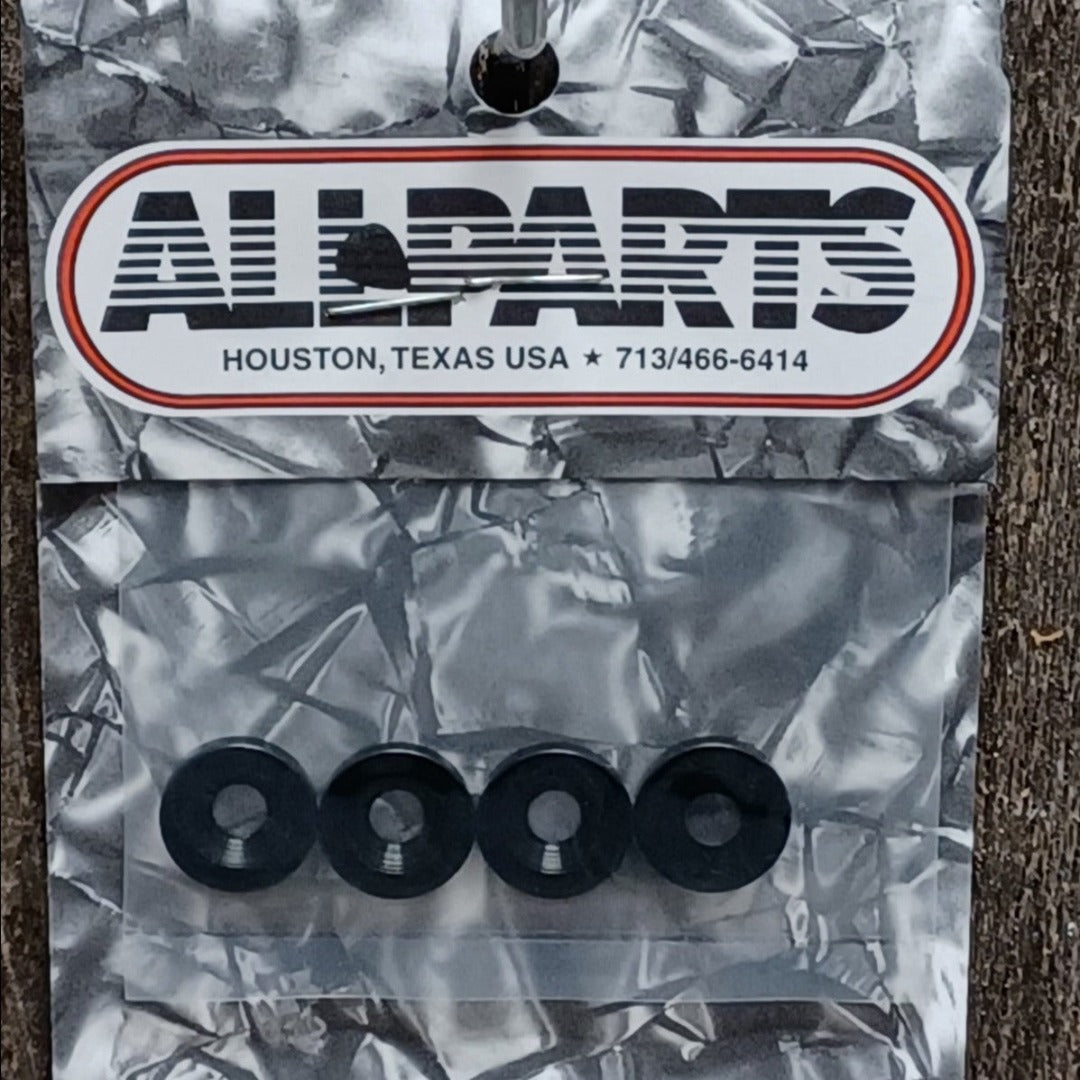 ALLPARTS
HOUSTON, TEXAS USA ★ 713/466-6414